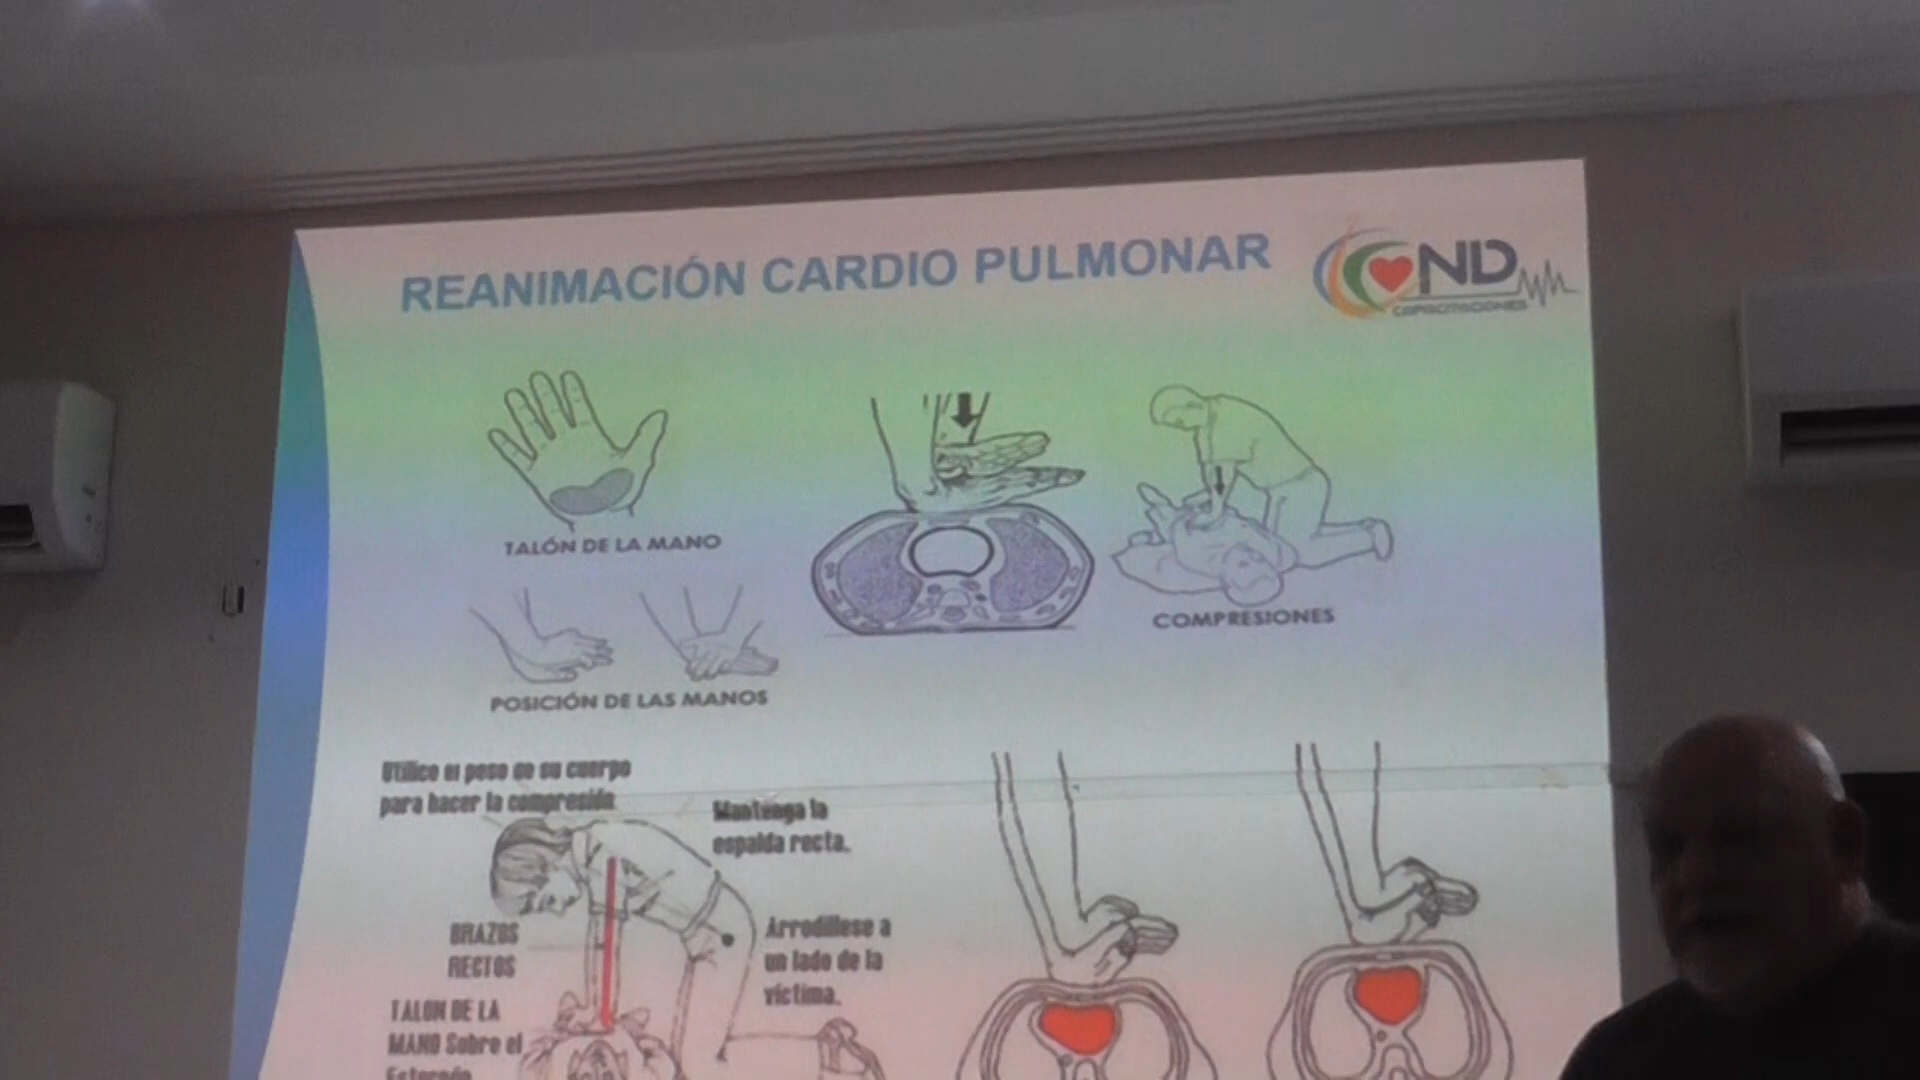 REANIMACIÓN CARDIO PULMONAR
ND
CAPACITACIONES
TALÓN DE LA MANO
COMPRESIONES
POSICIÓN DE LAS MANOS
Utilice el peso de su cuerpo
para hacer la compresión
Mantenga la
espalda recta.
BRAZOS
RECTOS
Arrodíllese a
un lado de la
víctima.
TALON DE LA
MANO Sobre el
Esternón